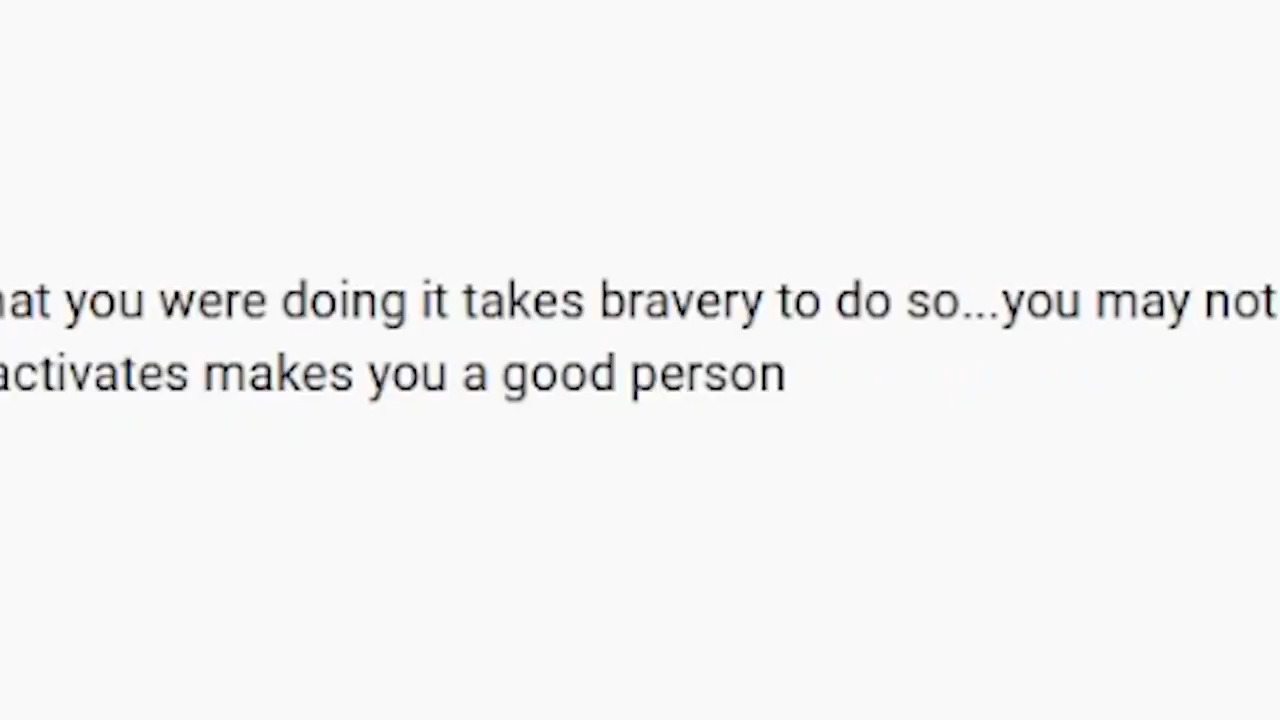 you were doing it takes bravery to do so...you may not
activates makes you a good person